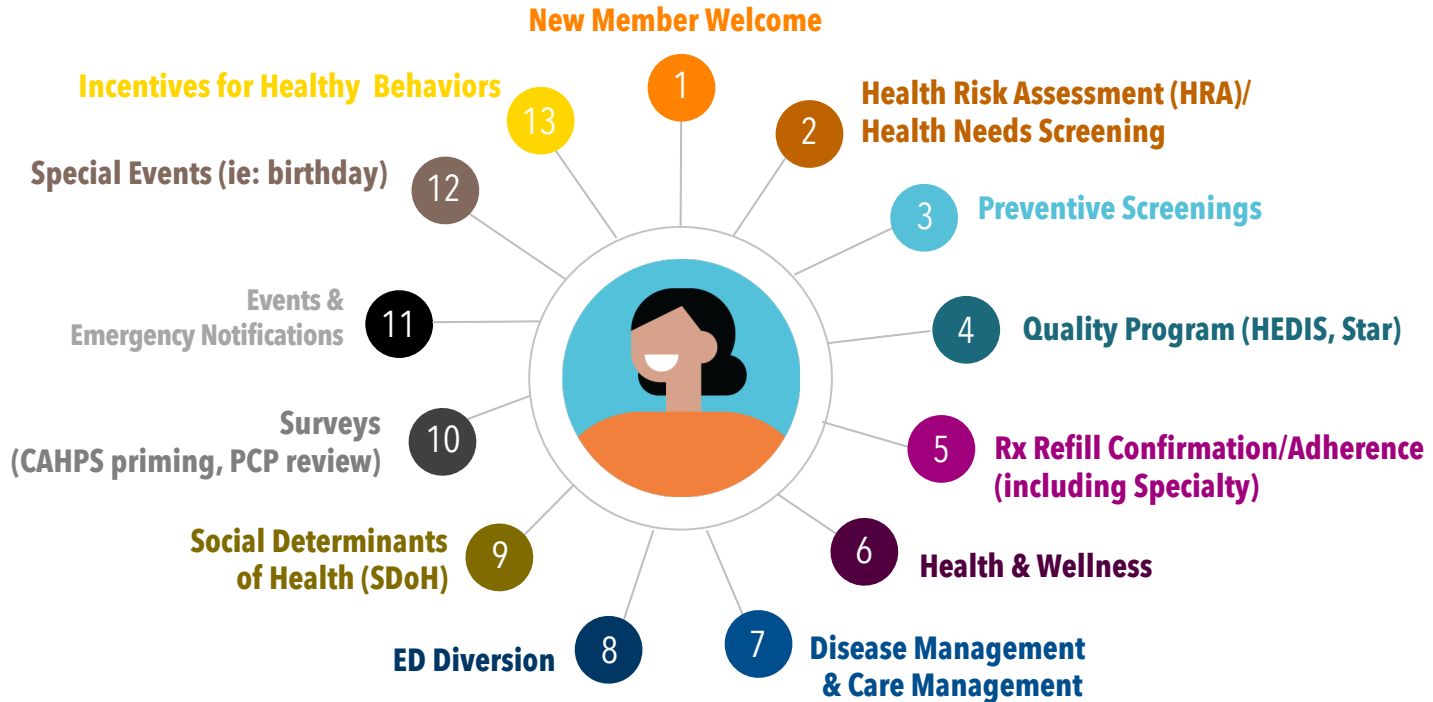 New Member Welcome
1
Health Risk Assessment (HRA)/
Health Needs Screening
2
Preventive Screenings
3
Quality Program (HEDIS, Star)
4
Rx Refill Confirmation/Adherence
(including Specialty)
5
Health & Wellness
6
Disease Management
& Care Management
7
ED Diversion
8
Social Determinants
of Health (SDoH)
9
Surveys
(CAHPS priming, PCP review)
10
Events &
Emergency Notifications
11
Special Events (ie: birthday)
12
Incentives for Healthy  Behaviors
13